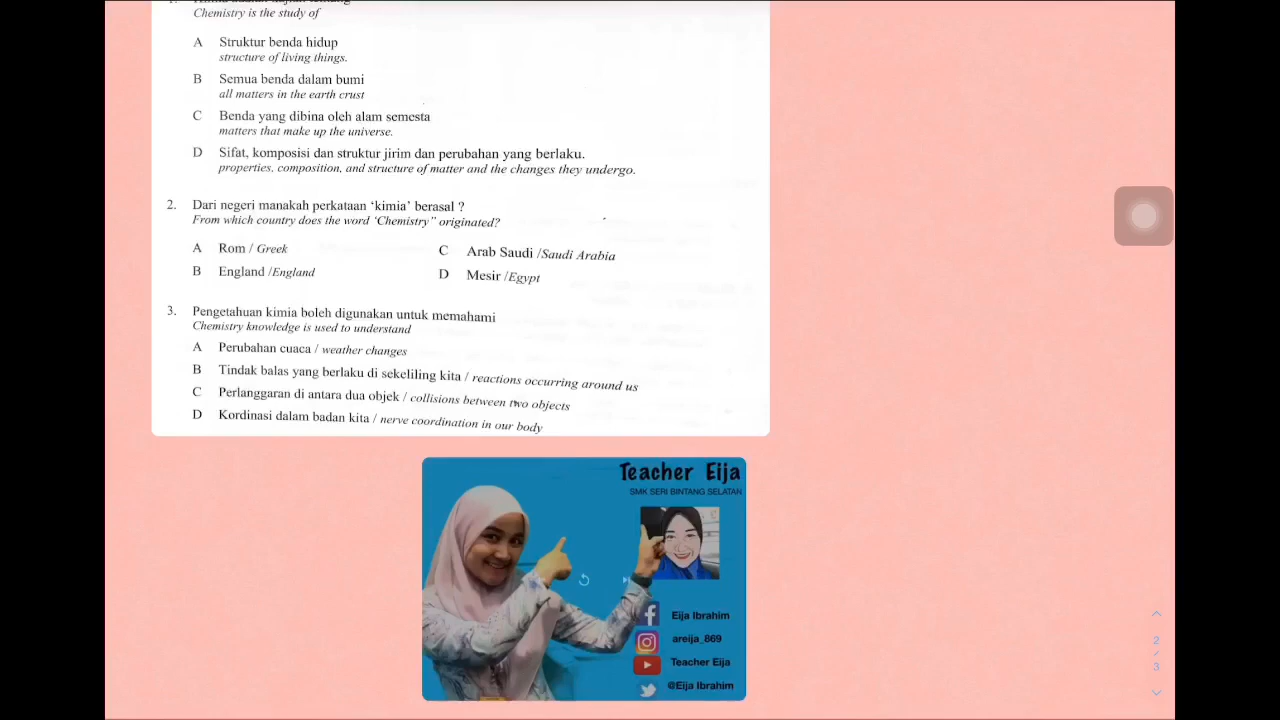 Chemistry is the study of
A Struktur benda hidup
structure of living things.
B Semua benda dalam bumi
all matters in the earth crust
C Benda yang dibina oleh alam semesta
matters that make up the universe.
D Sifat, komposisi dan struktur jirim dan perubahan yang berlaku.
properties, composition, and structure of matter and the changes they undergo.
2. Dari negeri manakah perkataan ‘kimia’ berasal ?
From which country does the word ‘Chemistry” originated?
A Rom / Greek
C Arab Saudi /Saudi Arabia
B England /England
D Mesir /Egypt
3. Pengetahuan kimia boleh digunakan untuk memahami
Chemistry knowledge is used to understand
A Perubahan cuaca / weather changes
B Tindak balas yang berlaku di sekeliling kita / reactions occurring around us
C Perlanggaran di antara dua objek / collisions between two objects
D Kordinasi dalam badan kita / nerve coordination in our body
Teacher Eija
SMK SERI BINTANG SELATAN
Eija Ibrahim
areija_869
Teacher Eija
@Eija Ibrahim
2
/
3